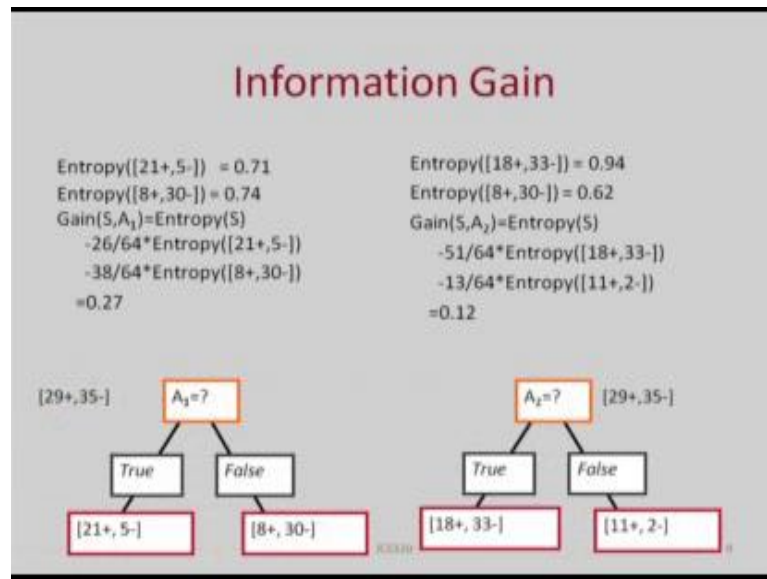 Information Gain
Entropy([21+,5-]) = 0.71
Entropy([8+,30-]) = 0.74
Gain(S,A₁)=Entropy(S)
-26/64*Entropy([21+,5-])
-38/64*Entropy([8+,30-])
=0.27
Entropy([18+,33-]) = 0.94
Entropy([8+,30-]) = 0.62
Gain(S,A₂)=Entropy(S)
-51/64*Entropy([18+,33-])
-13/64*Entropy([11+,2-])
=0.12
[29+,35-]
A₁=?
True
False
[21+, 5-]
[8+, 30-]
A₂=?
[29+,35-]
True
False
[18+, 33-]
[11+, 2-]